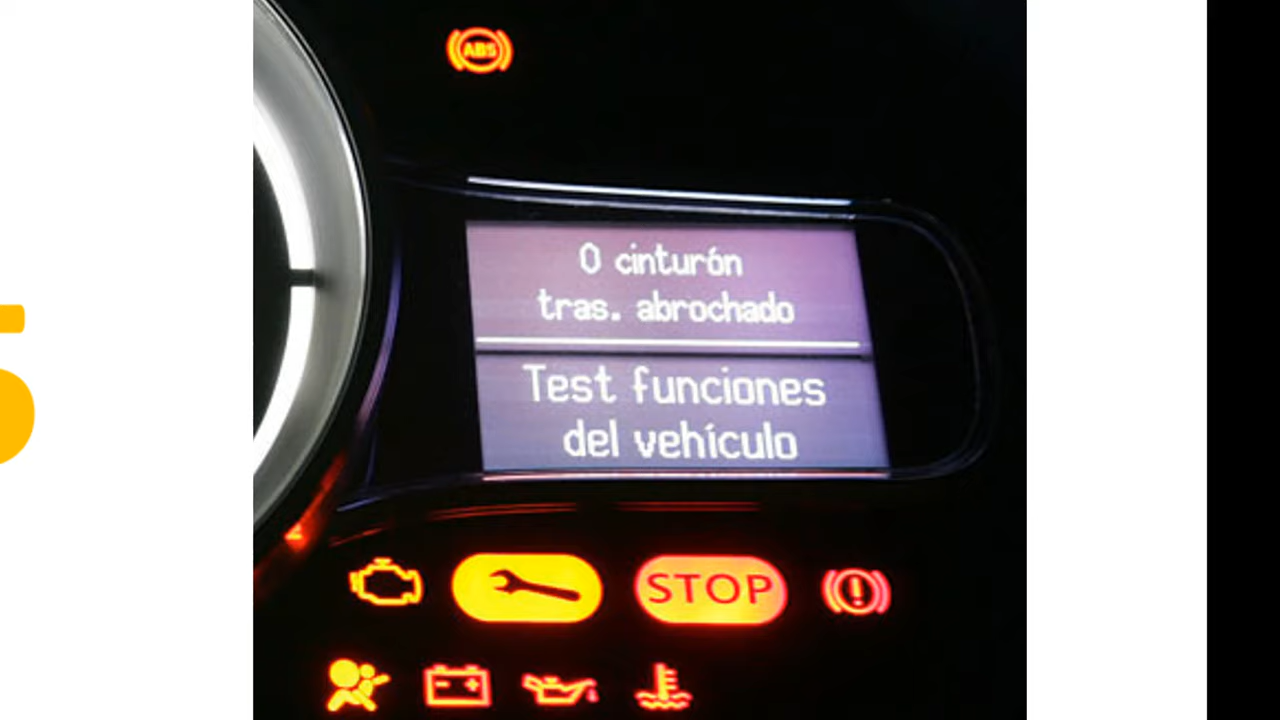 ABS
0 cinturón
tras. abrochado
Test funciones
del vehículo
STOP